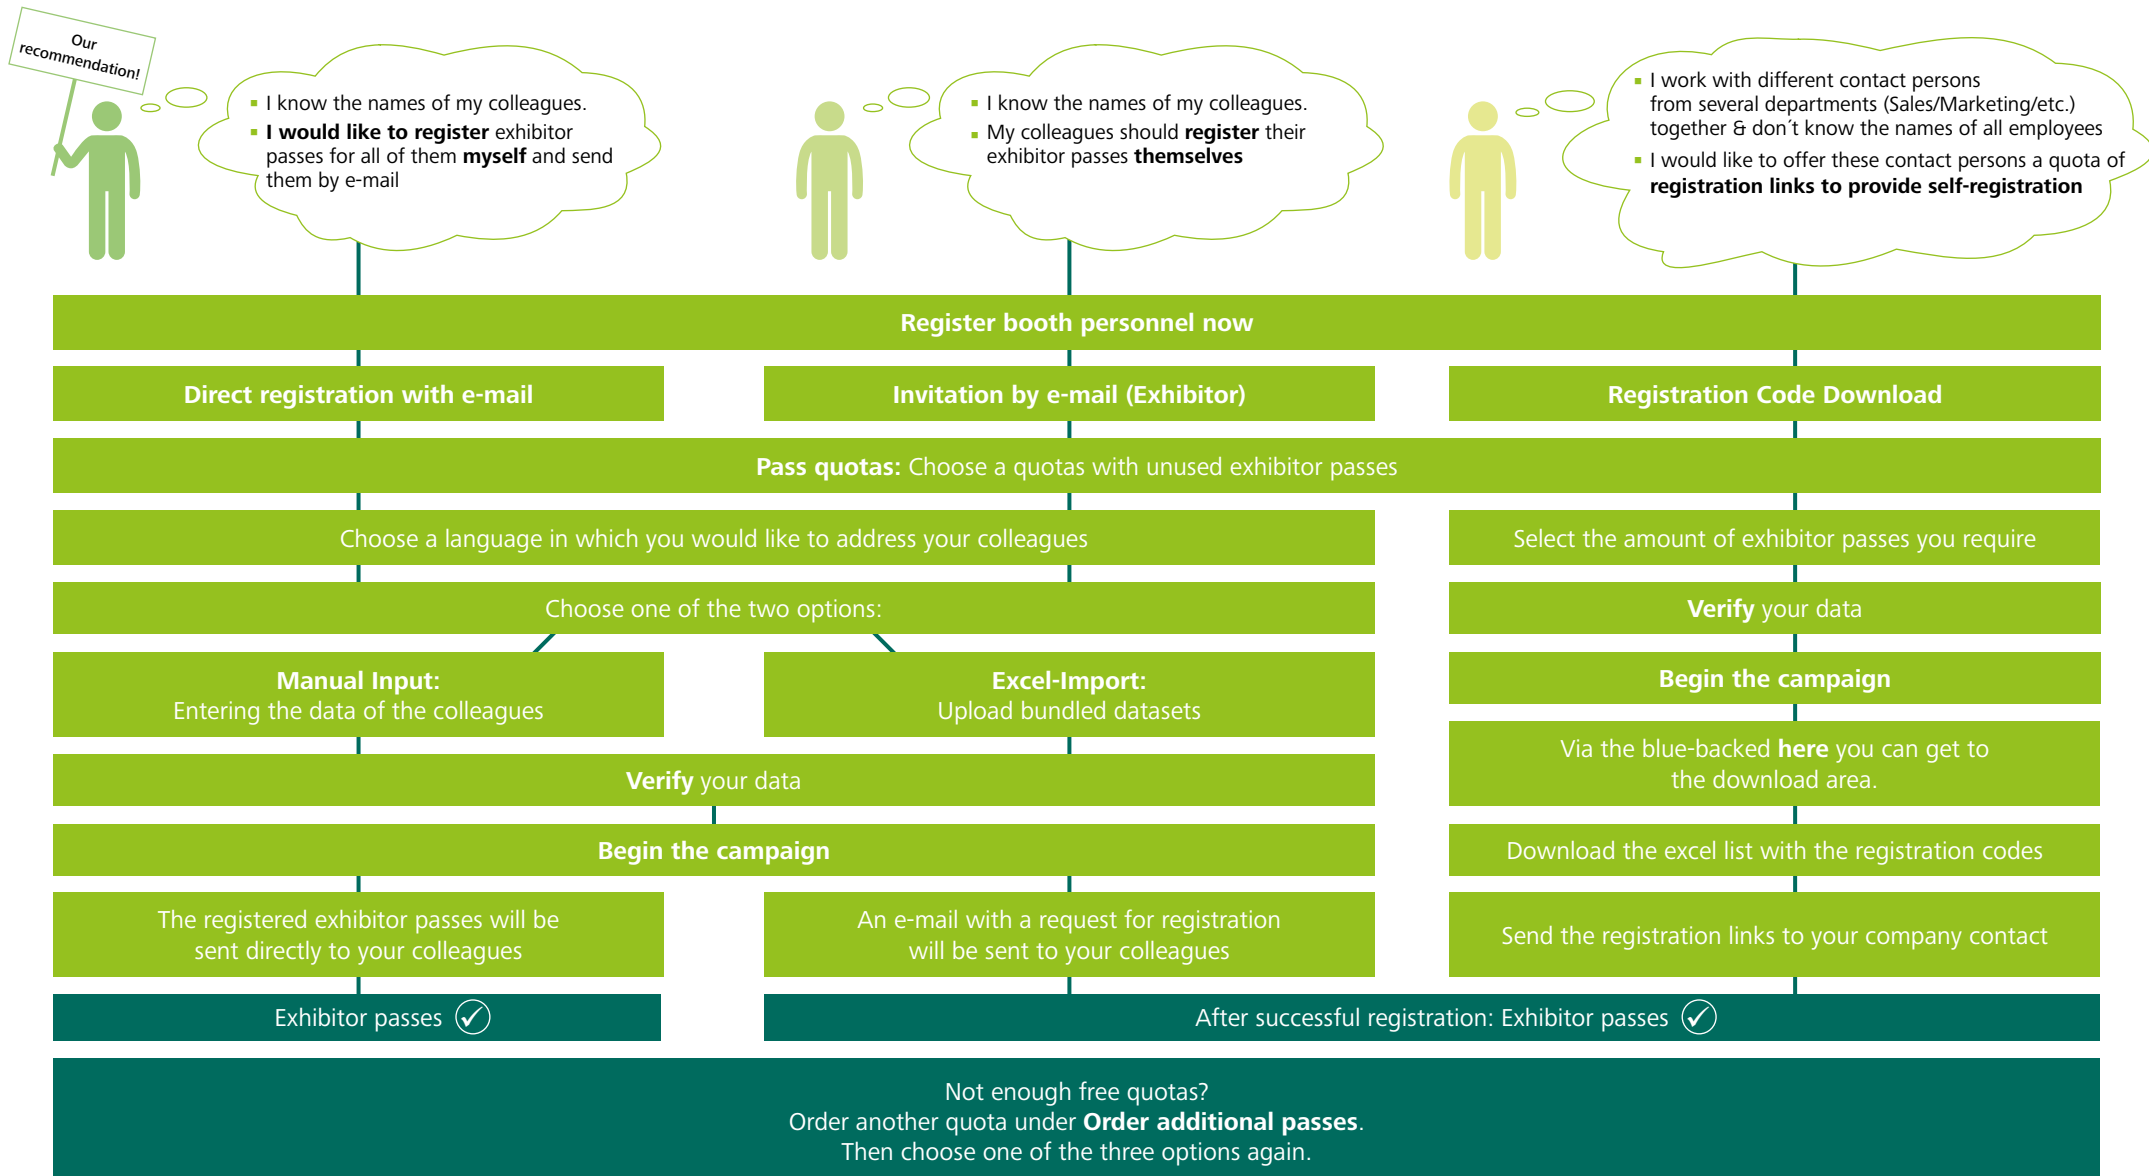 Our
recommendation!
▪ I know the names of my colleagues.
▪ I would like to register exhibitor
passes for all of them myself and send
them by e-mail
▪ I know the names of my colleagues.
▪ My colleagues should register their
exhibitor passes themselves
▪ I work with different contact persons
from several departments (Sales/Marketing/etc.)
together & don´t know the names of all employees
▪ I would like to offer these contact persons a quota of
registration links to provide self-registration
Register booth personnel now
Direct registration with e-mail
Invitation by e-mail (Exhibitor)
Registration Code Download
Pass quotas: Choose a quotas with unused exhibitor passes
Choose a language in which you would like to address your colleagues
Select the amount of exhibitor passes you require
Choose one of the two options:
Verify your data
Manual Input:
Entering the data of the colleagues
Excel-Import:
Upload bundled datasets
Begin the campaign
Verify your data
Via the blue-backed here you can get to
the download area.
Begin the campaign
Download the excel list with the registration codes
The registered exhibitor passes will be
sent directly to your colleagues
An e-mail with a request for registration
will be sent to your colleagues
Send the registration links to your company contact
Exhibitor passes
After successful registration: Exhibitor passes
Not enough free quotas?
Order another quota under Order additional passes.
Then choose one of the three options again.